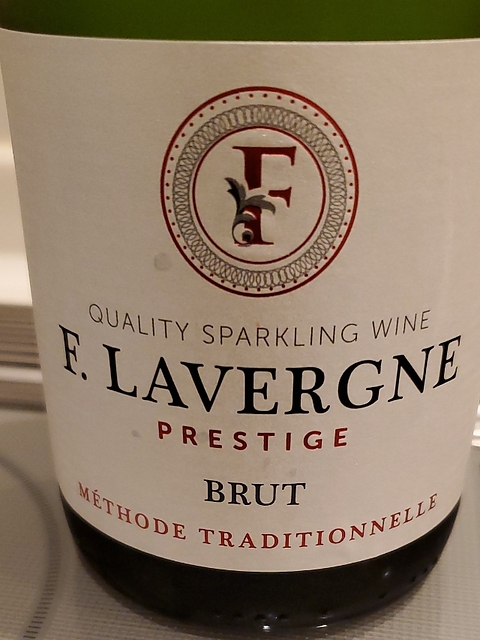 F
QUALITY SPARKLING WINE
F. LAVERGNE
PRESTIGE
BRUT
MÉTHODE TRADITIONNELLE